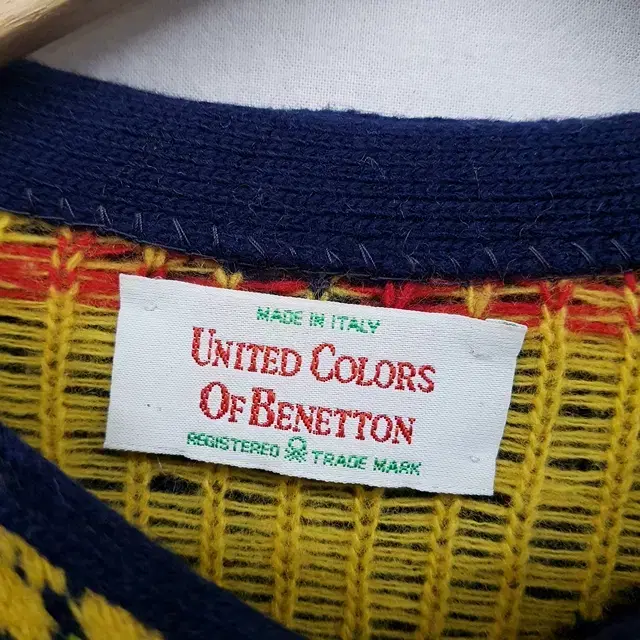 MADE IN ITALY
UNITED COLORS
OF BENETTON
REGISTERED TRADE MARK